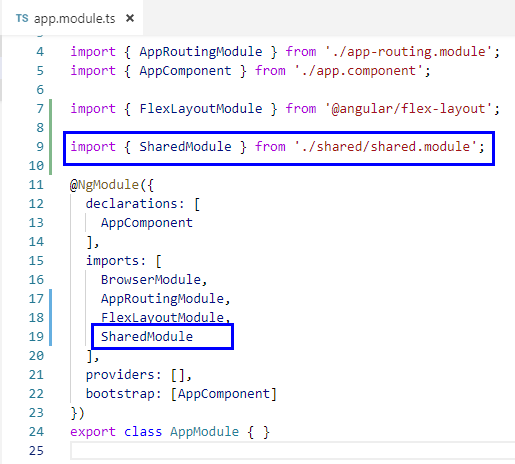 TS app.module.ts ×
4 import { AppRoutingModule } from './app-routing.module';
5 import { AppComponent } from './app.component';
6
7 import { FlexLayoutModule } from '@angular/flex-layout';
8
9 import { SharedModule } from './shared/shared.module';
10
11 @NgModule({
12   declarations: [
13     AppComponent
14   ],
15   imports: [
16     BrowserModule,
17     AppRoutingModule,
18     FlexLayoutModule,
19     SharedModule
20   ],
21   providers: [],
22   bootstrap: [AppComponent]
23 })
24 export class AppModule { }
25